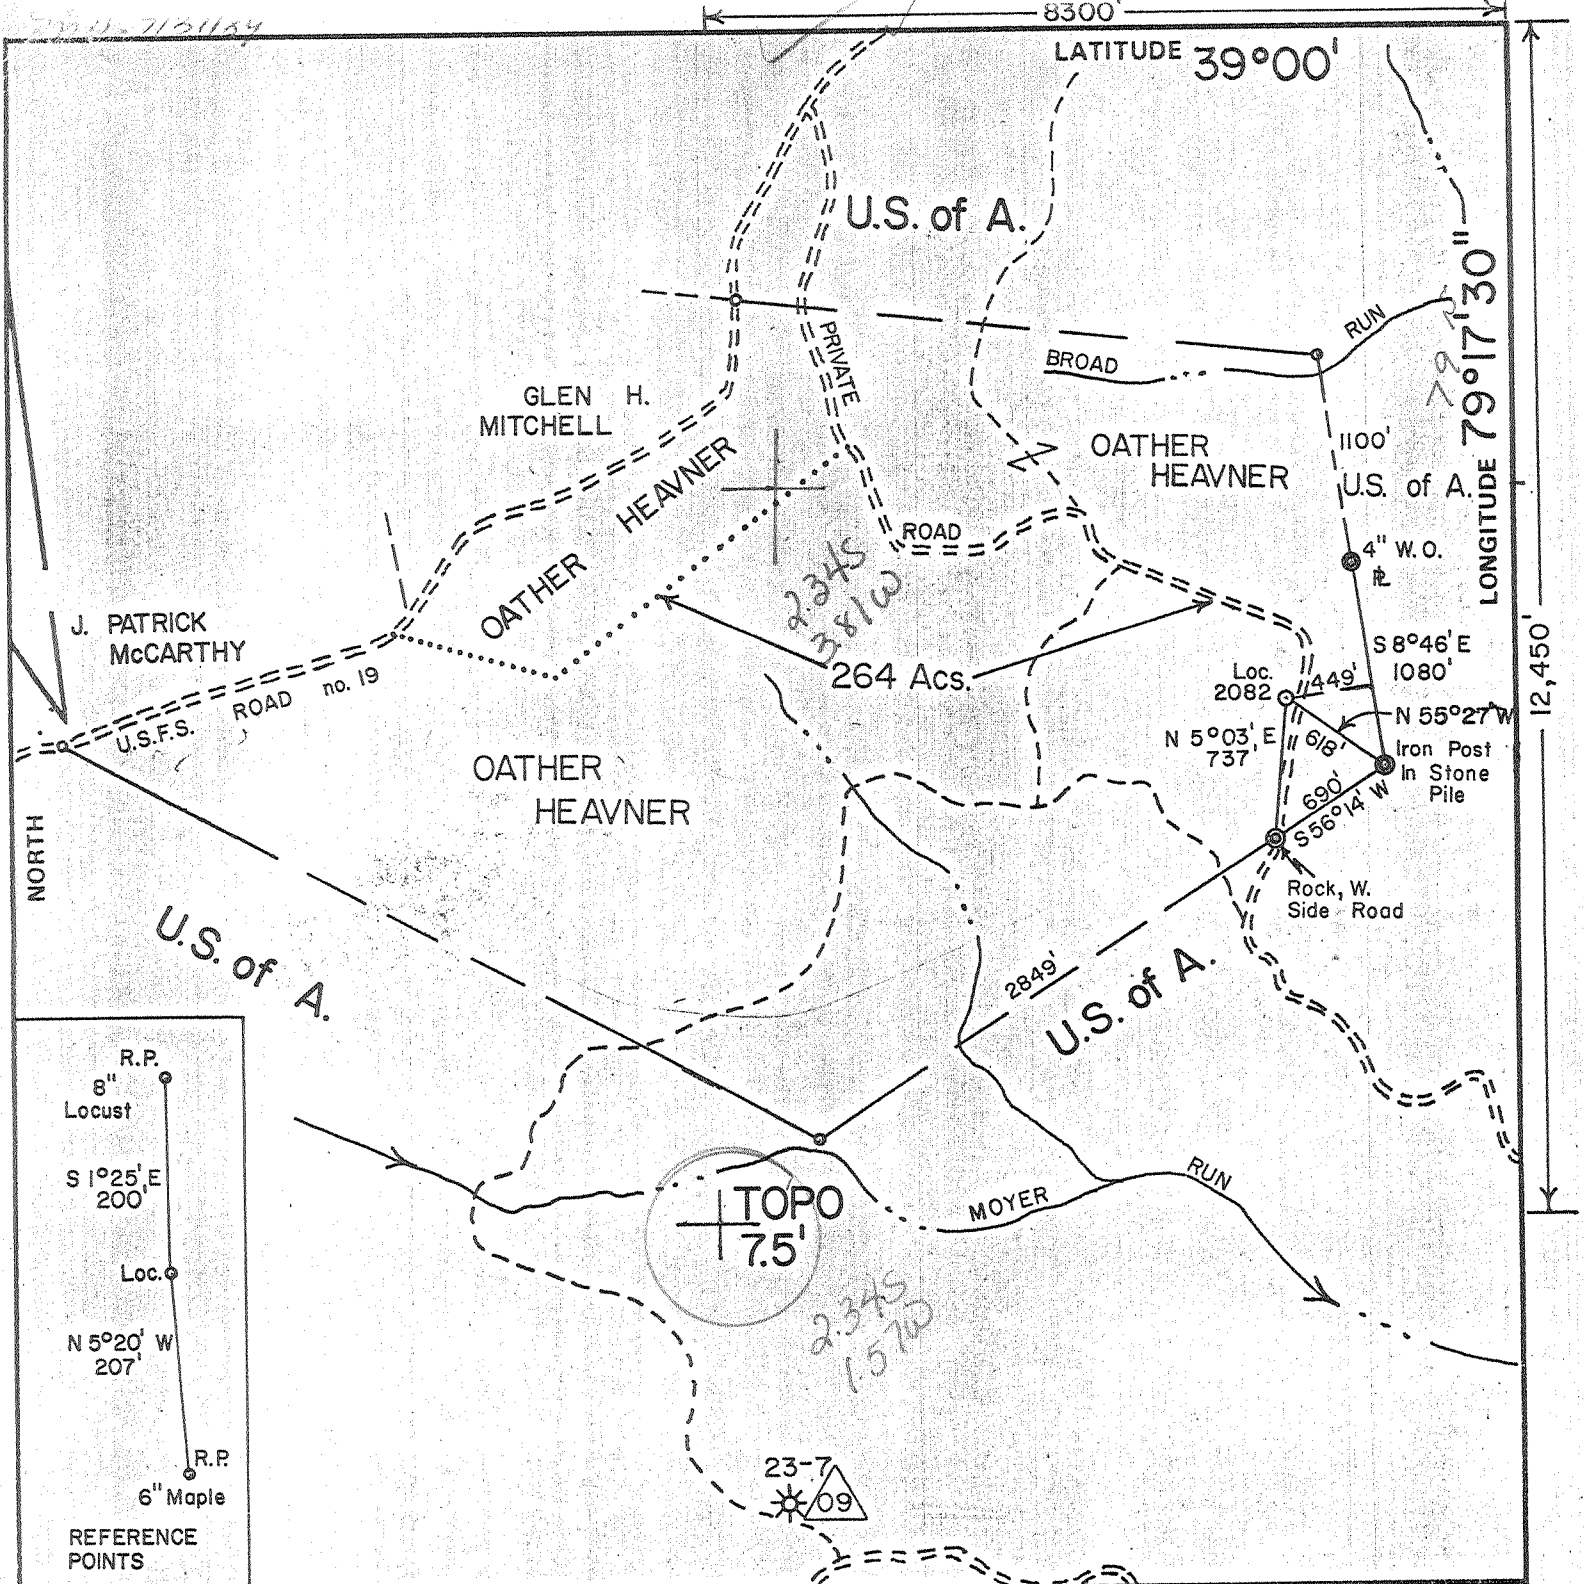 8300'
LATITUDE 39°00'
U.S. of A.
RUN
BROAD
PRIVATE
LONGITUDE 79°17'30"
79
GLEN H.
MITCHELL
OATHER HEAVNER
OATHER
HEAVNER
1100'
U.S. of A.
ROAD
4" W.O.
2.34S
3.81W
J. PATRICK
McCARTHY
264 Acs.
12,450'
S 8°46' E
1080'
Loc.
2082
449'
N 55°27' W
618'
U.S.F.S. ROAD no. 19
N 5°03' E
737'
Iron Post
In Stone
Pile
690'
S 56°14' W
OATHER
HEAVNER
NORTH
Rock, W.
Side Road
U.S. of A.
2849'
U.S. of A.
R.P.
8"
Locust
S 1°25' E
200'
Loc.
N 5°20' W
207'
R.P.
6" Maple
REFERENCE
POINTS
MOYER RUN
TOPO
7.5'
2.34S
1.57W
23-7
09